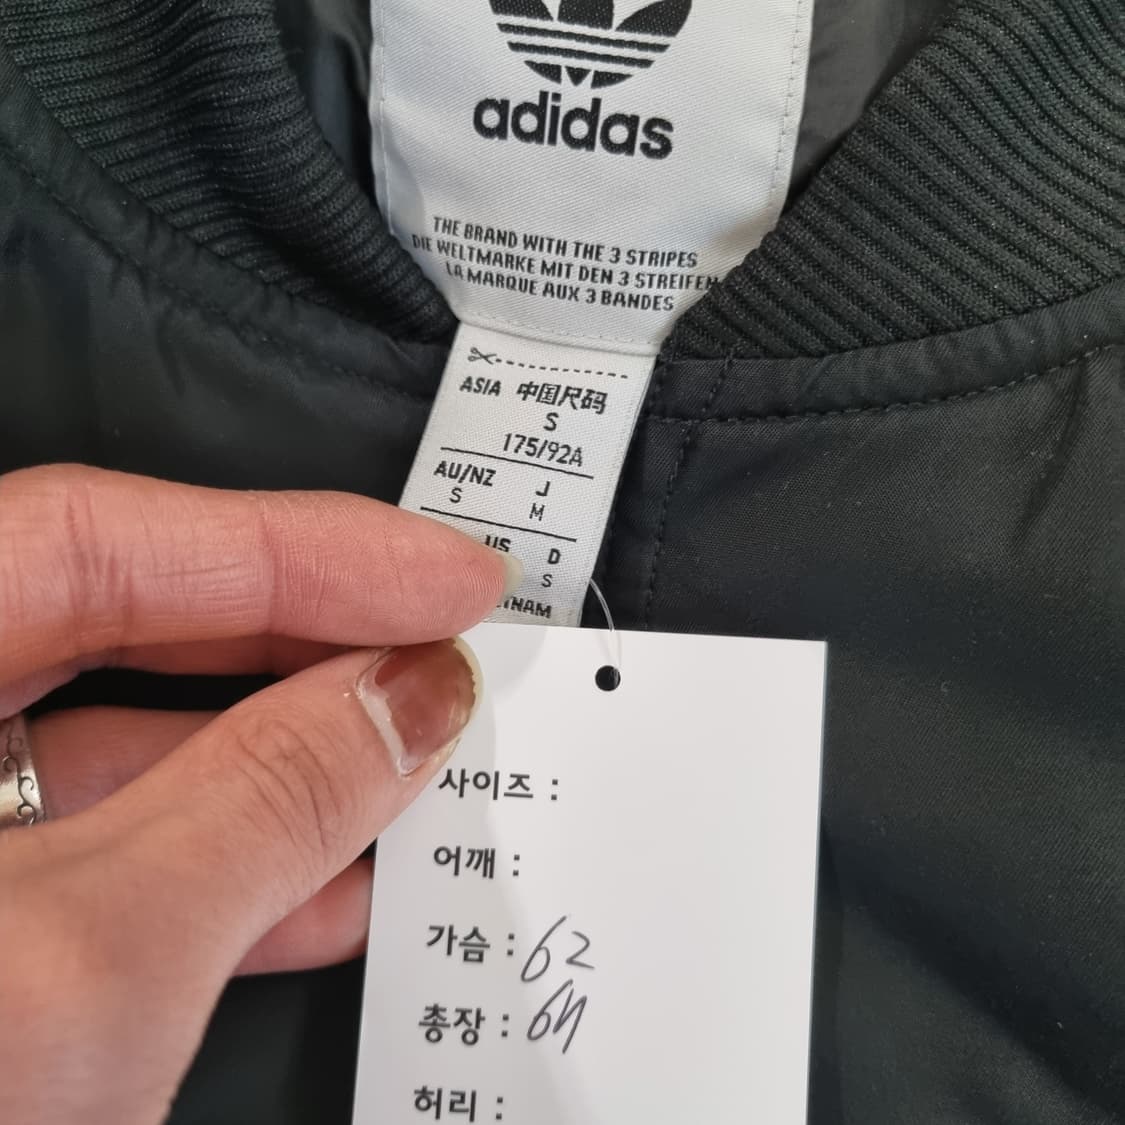 adidas
THE BRAND WITH THE 3 STRIPES
DIE WELTMARKE MIT DEN 3 STREIFEN
LA MARQUE AUX 3 BANDES
ASIA 中国尺码
S
175/92A
AU/NZ J
S M
US D
S
사이즈 :
어깨 :
가슴 : 62
총장 : 64
허리 :